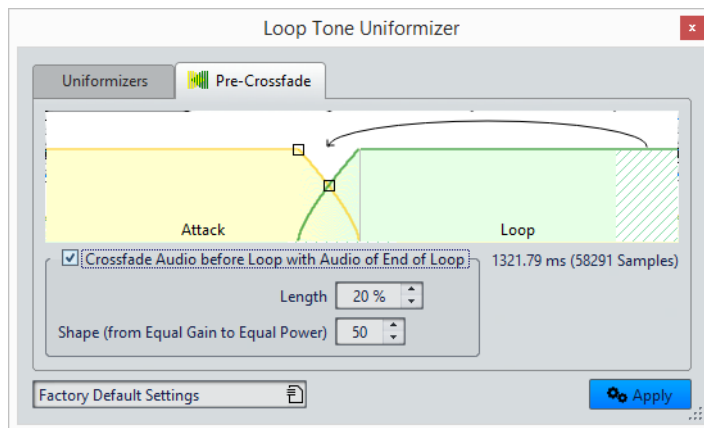 Loop Tone Uniformizer
x
Uniformizers
Pre-Crossfade
Attack
Loop
Crossfade Audio before Loop with Audio of End of Loop
1321.79 ms (58291 Samples)
Length
20 %
Shape (from Equal Gain to Equal Power)
50
Factory Default Settings
Apply